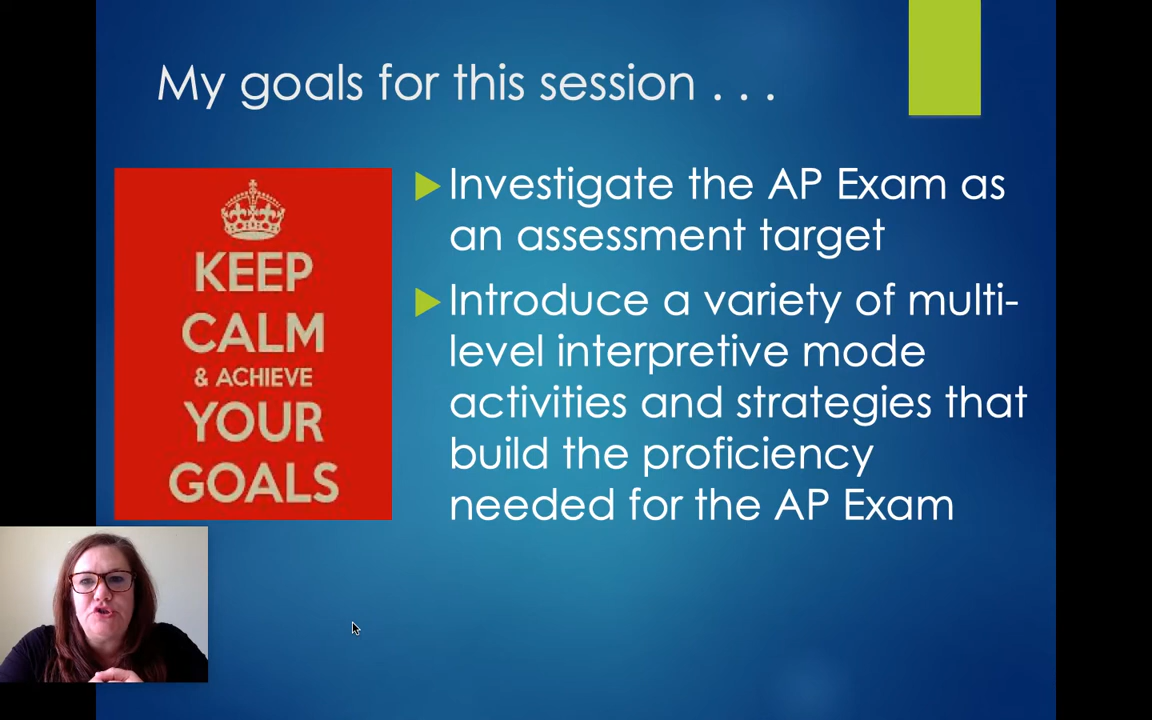 My goals for this session . . .
KEEP
CALM
& ACHIEVE
YOUR
GOALS
Investigate the AP Exam as
an assessment target
Introduce a variety of multi-
level interpretive mode
activities and strategies that
build the proficiency
needed for the AP Exam